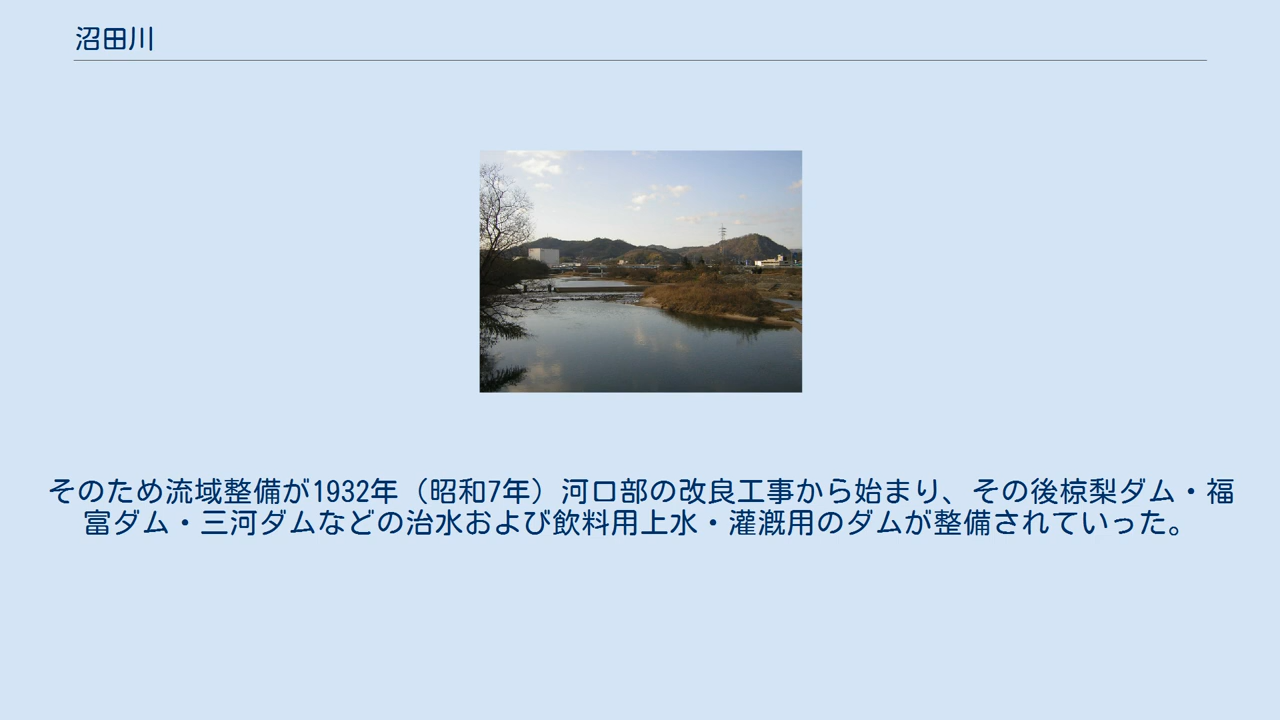 沼田川
そのため流域整備が1932年（昭和7年）河口部の改良工事から始まり、その後椋梨ダム・福
富ダム・三河ダムなどの治水および飲料用上水・灌漑用のダムが整備されていった。